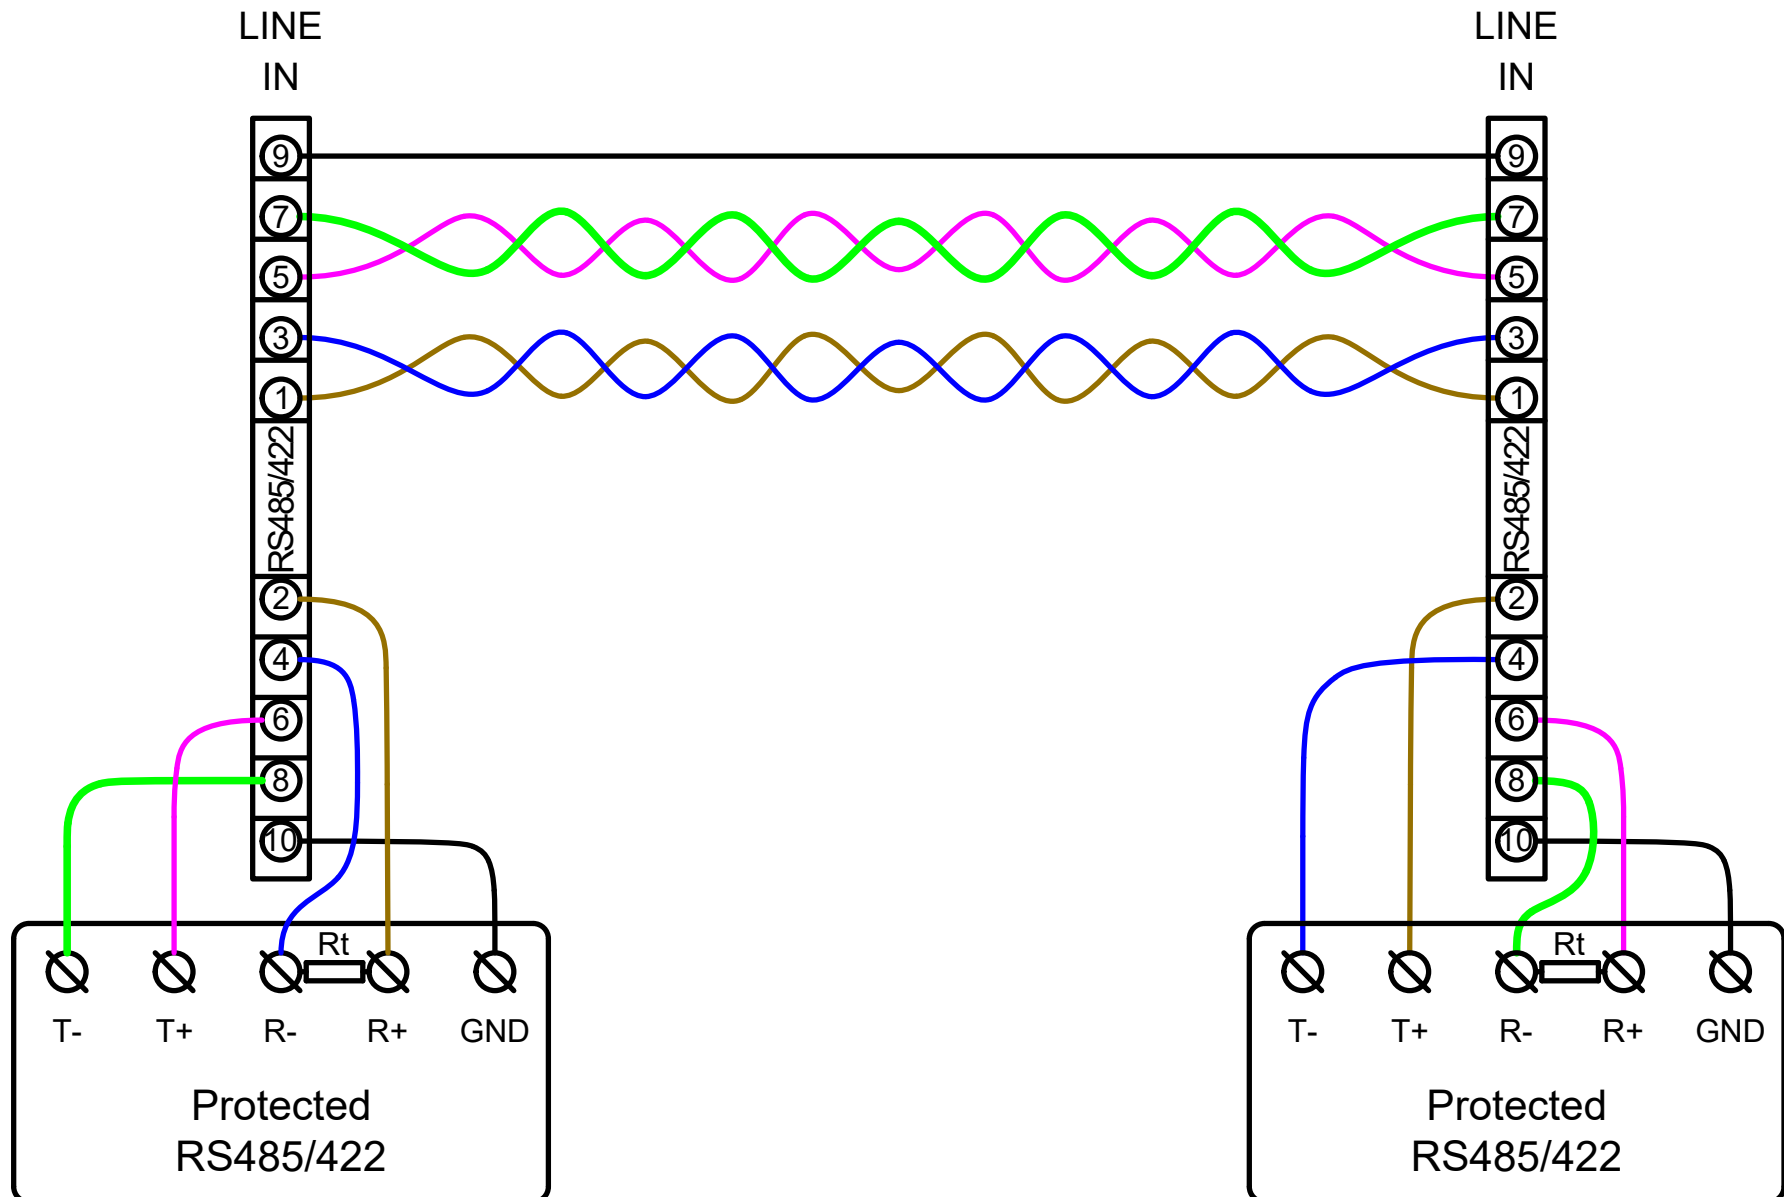 LINE
IN
9
7
5
3
1
RS485/422
2
4
6
8
10
Rt
T-
T+
R-
R+
GND
Protected
RS485/422
LINE
IN
9
7
5
3
1
RS485/422
2
4
6
8
10
Rt
T-
T+
R-
R+
GND
Protected
RS485/422